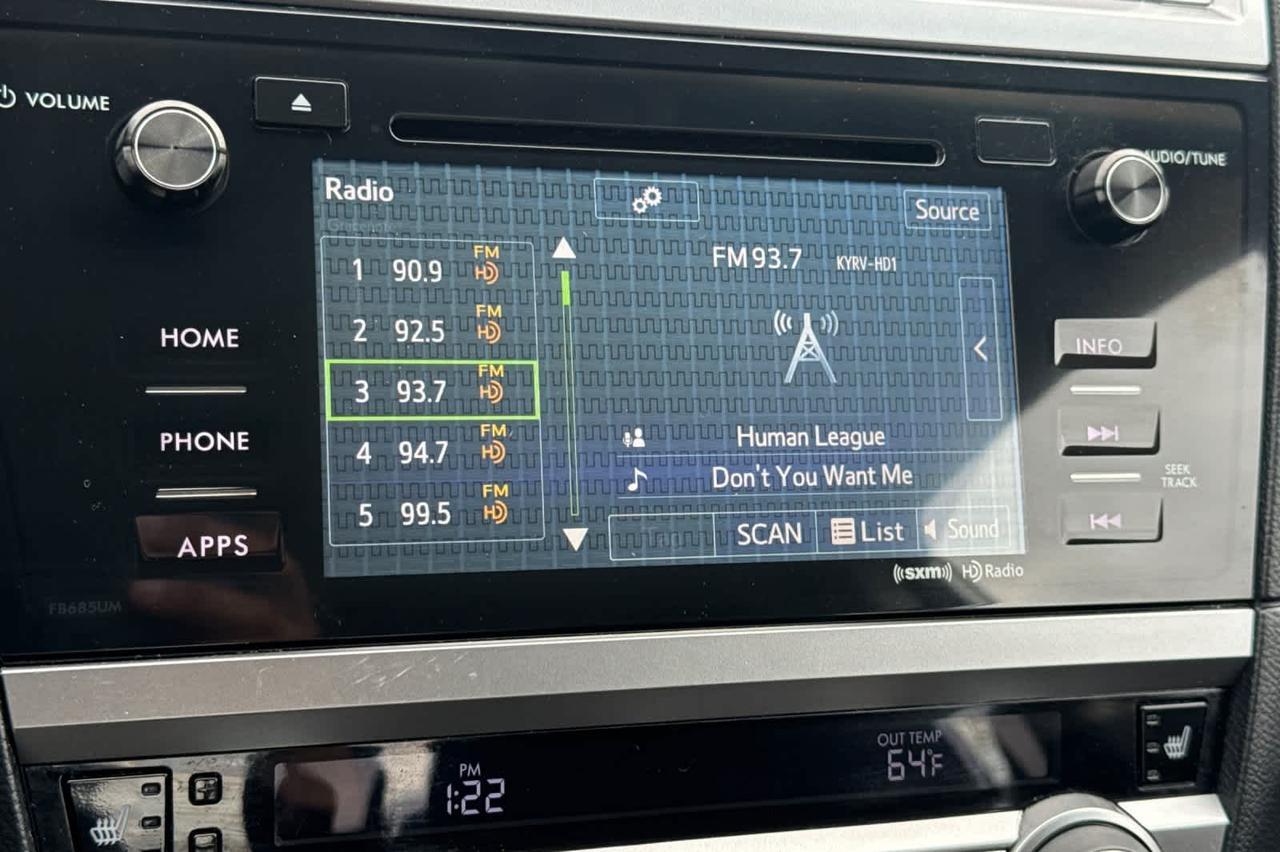 VOLUME
AUDIO/TUNE
Radio
Source
FM 93.7 KYRV-HD1
1 90.9 FM HD
2 92.5 FM HD
3 93.7 FM HD
4 94.7 FM HD
5 99.5 FM HD
Human League
Don't You Want Me
SCAN List Sound
((sxm)) HD Radio
HOME
PHONE
APPS
FB685UM
INFO
SEEK
TRACK
PM
1:22
OUT TEMP
64°F